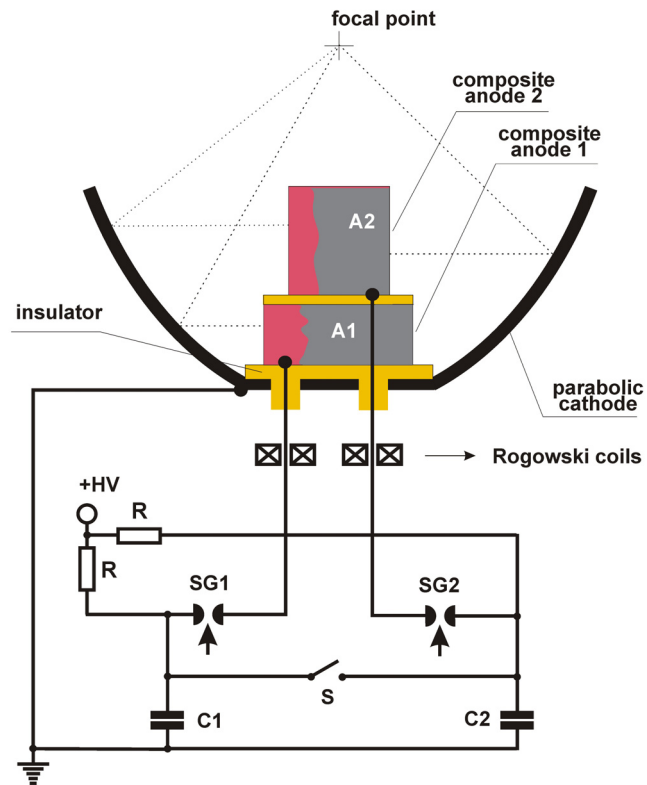 focal point
composite
anode 2
composite
anode 1
A2
insulator
A1
parabolic
cathode
Rogowski coils
+HV
R
R
SG1
SG2
S
C1
C2